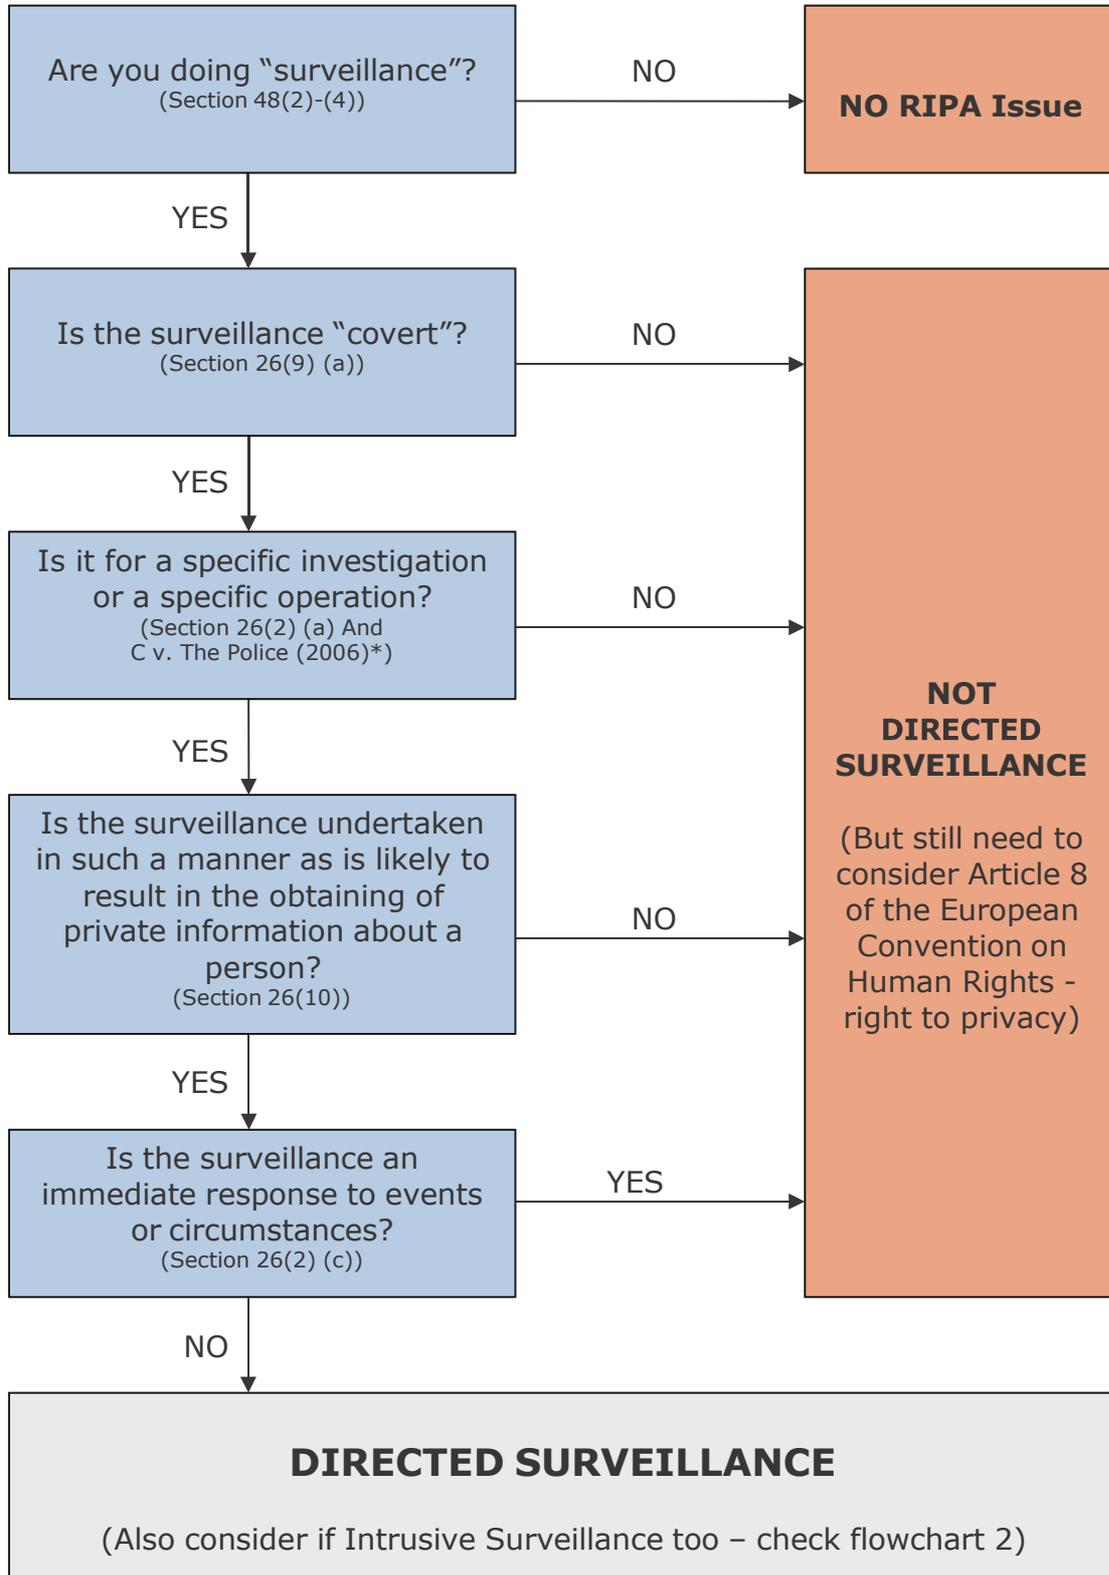 Are you doing “surveillance”?
(Section 48(2)-(4))
NO
NO RIPA Issue
YES
Is the surveillance “covert”?
(Section 26(9) (a))
NO
YES
Is it for a specific investigation
or a specific operation?
(Section 26(2) (a) And
C v. The Police (2006)*)
NO
YES
Is the surveillance undertaken
in such a manner as is likely to
result in the obtaining of
private information about a
person?
(Section 26(10))
NO
YES
Is the surveillance an
immediate response to events
or circumstances?
(Section 26(2) (c))
YES
NO
NOT
DIRECTED
SURVEILLANCE
(But still need to
consider Article 8
of the European
Convention on
Human Rights -
right to privacy)
DIRECTED SURVEILLANCE
(Also consider if Intrusive Surveillance too – check flowchart 2)